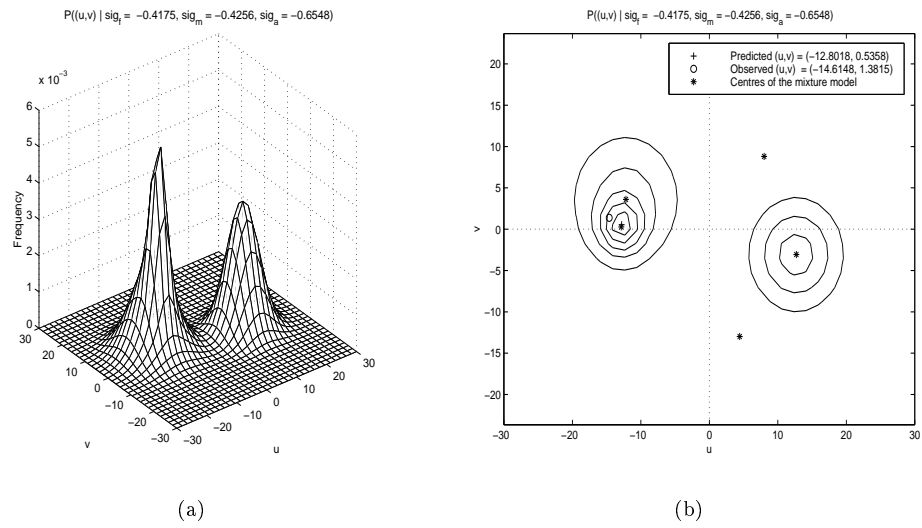 P((u,v) | sig_f = −0.4175, sig_m = −0.4256, sig_a = −0.6548)
x 10^−3
6
5
4
3
2
1
0
Frequency
30
20
10
0
−10
−20
−30
v
−30
−20
−10
0
10
20
30
u
(a)
P((u,v) | sig_f = −0.4175, sig_m = −0.4256, sig_a = −0.6548)
Predicted (u,v) = (−12.8018, 0.5358)
Observed (u,v) = (−14.6148, 1.3815)
Centres of the mixture model
20
15
10
5
0
−5
−10
−15
−20
v
−30
−20
−10
0
10
20
30
u
(b)